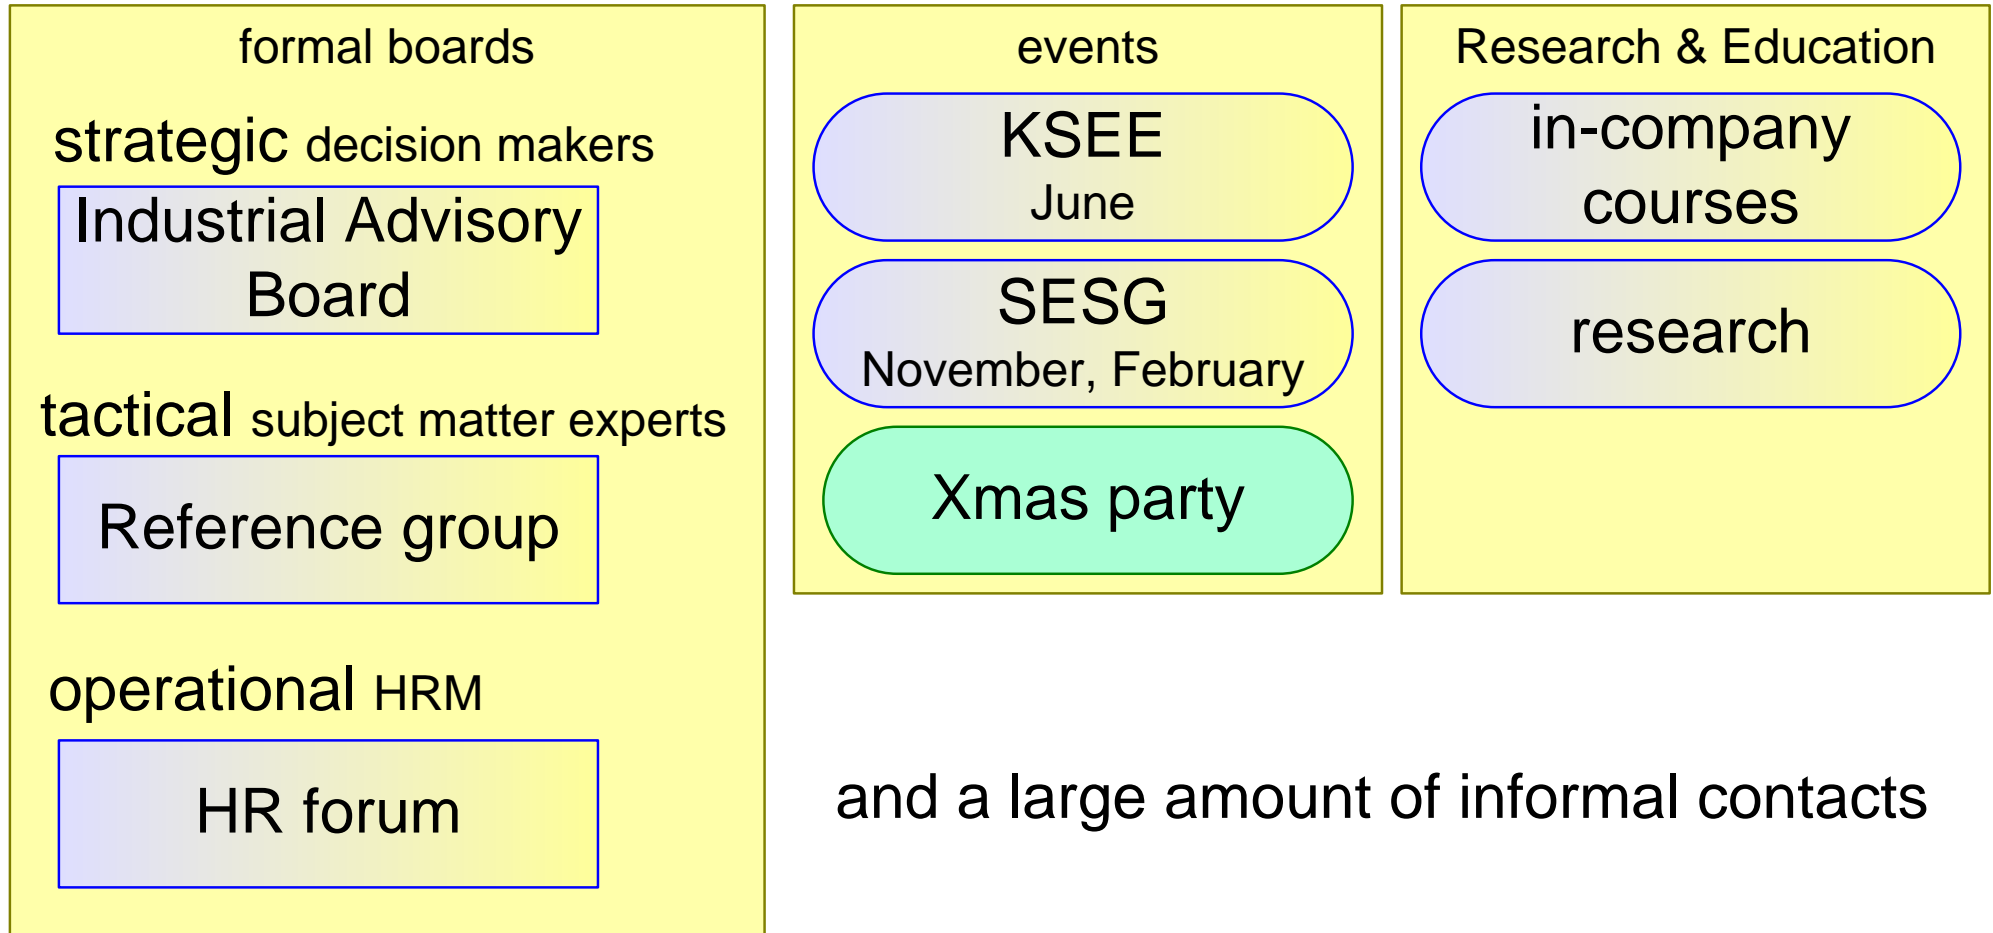 formal boards
strategic decision makers
Industrial Advisory
Board
tactical subject matter experts
Reference group
operational HRM
HR forum
events
KSEE
June
SESG
November, February
Xmas party
Research & Education
in-company
courses
research
and a large amount of informal contacts